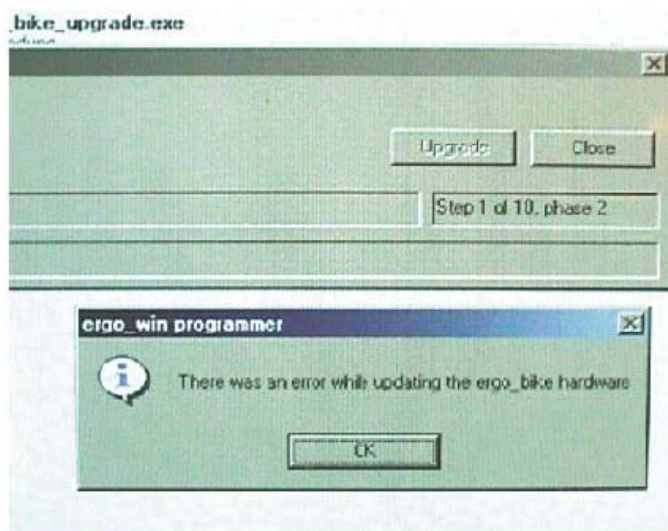 _bike_upgrade.exe
Upgrade
Close
Step 1 of 10, phase 2
ergo_win programmer
There was an error while updating the ergo_bike hardware
OK